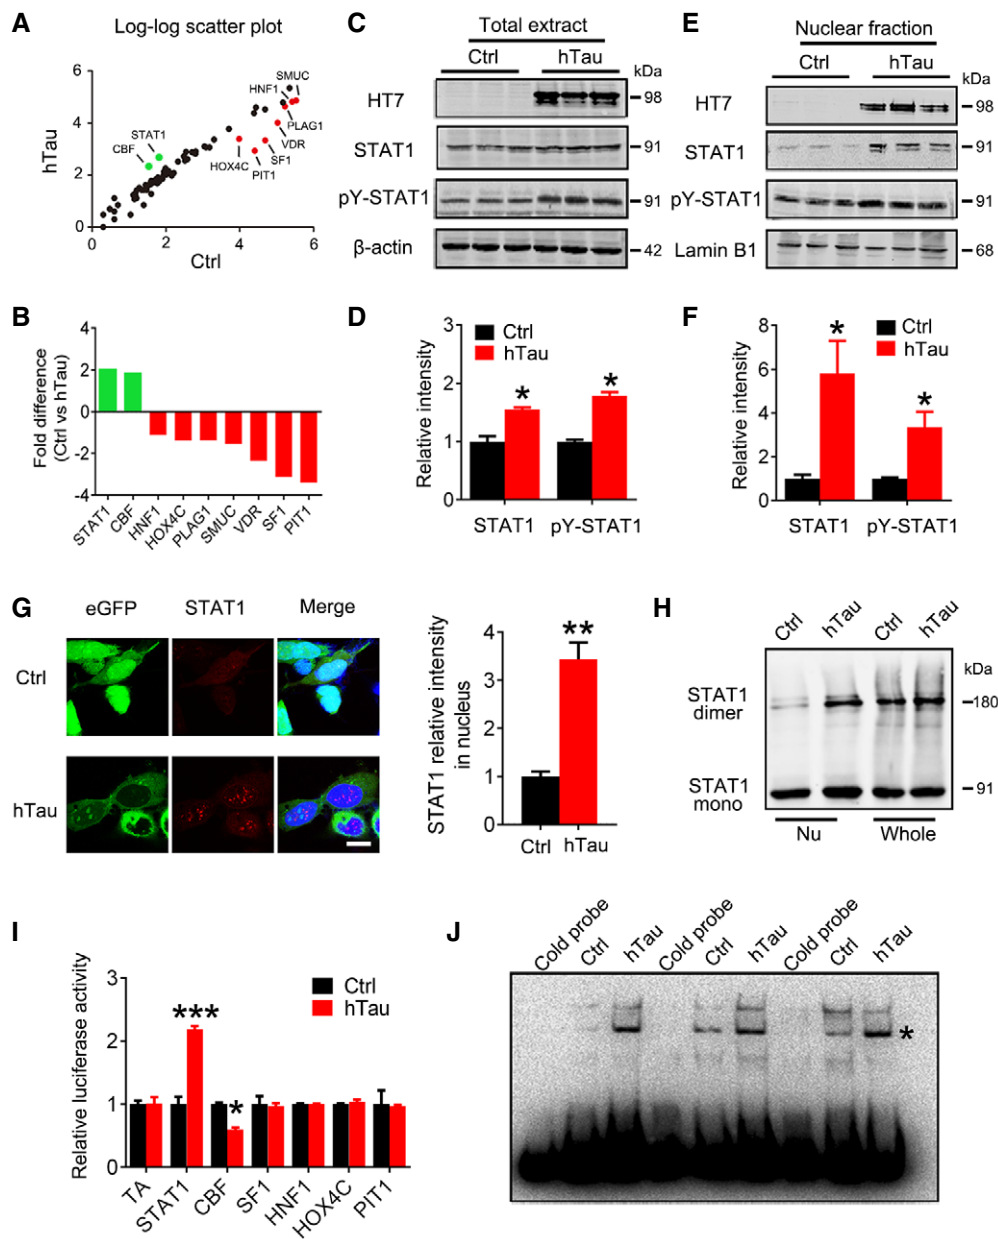 A
Log-log scatter plot
hTau
6
4
2
0
0
2
4
6
Ctrl
STAT1
CBF
SMUC
HNF1
PLAG1
VDR
HOX4C
SF1
PIT1
B
Fold difference
(Ctrl vs hTau)
4
2
0
-2
-4
STAT1
CBF
HNF1
HOX4C
PLAG1
SMUC
VDR
SF1
PIT1
C
Total extract
Ctrl
hTau
kDa
HT7
98
STAT1
91
pY-STAT1
91
β-actin
42
D
Relative intensity
3
2
1
0
Ctrl
hTau
*
*
STAT1
pY-STAT1
E
Nuclear fraction
Ctrl
hTau
kDa
HT7
98
STAT1
91
pY-STAT1
91
Lamin B1
68
F
Relative intensity
8
6
4
2
0
Ctrl
hTau
*
*
STAT1
pY-STAT1
G
eGFP
STAT1
Merge
Ctrl
hTau
STAT1 relative intensity
in nucleus
4
3
2
1
0
**
Ctrl
hTau
H
Ctrl
hTau
Ctrl
hTau
kDa
STAT1
dimer
180
STAT1
mono
91
Nu
Whole
I
Relative luciferase activity
3
2
1
0
Ctrl
hTau
***
*
TA
STAT1
CBF
SF1
HNF1
HOX4C
PIT1
J
Cold probe
Ctrl
hTau
Cold probe
Ctrl
hTau
Cold probe
Ctrl
hTau
*